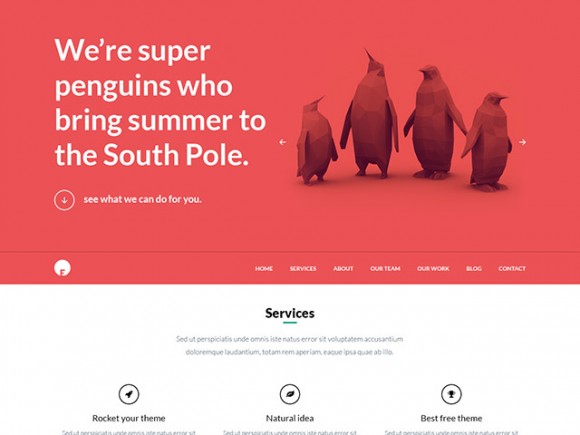 We're super
penguins who
bring summer to
the South Pole.
see what we can do for you.
HOME SERVICES ABOUT OUR TEAM OUR WORK BLOG CONTACT
Services
Sed ut perspiciatis unde omnis iste natus error sit voluptatem accusantium
doloremque laudantium, totam rem aperiam, eaque ipsa quae ab illo.
Rocket your theme Natural idea Best free theme
Sed ut perspiciatis unde omnis iste natus error sit Sed ut perspiciatis unde omnis iste natus error sit Sed ut perspiciatis unde omnis iste natus error sit